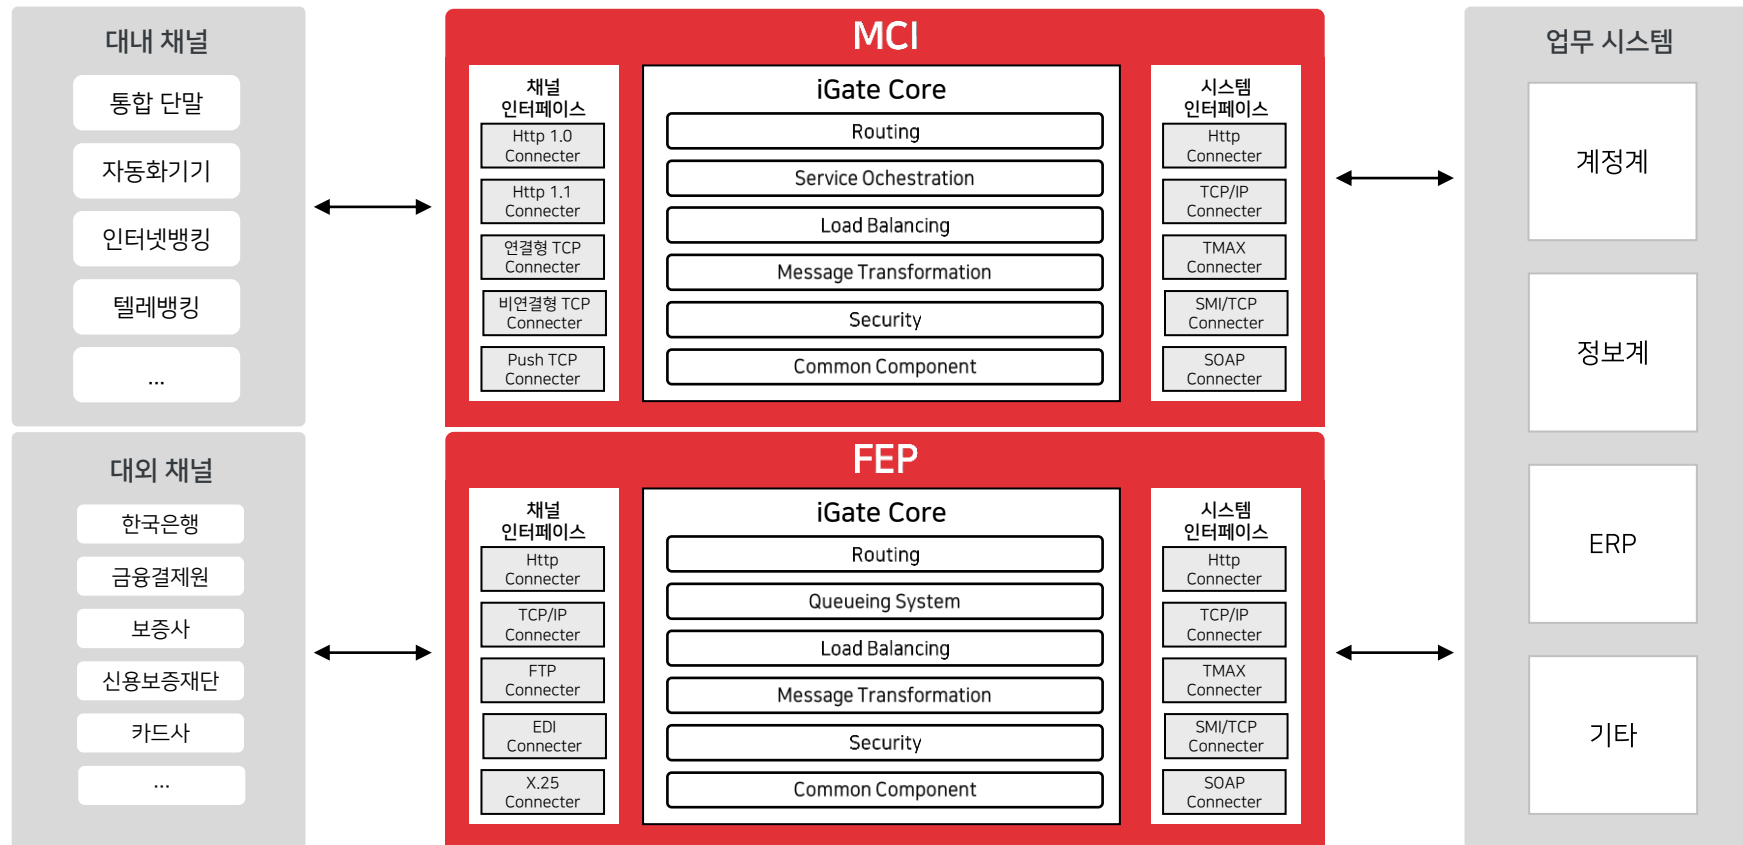 대내 채널
통합 단말
자동화기기
인터넷뱅킹
텔레뱅킹
...
대외 채널
한국은행
금융결제원
보증사
신용보증재단
카드사
...
MCI
채널
인터페이스
Http 1.0
Connecter
Http 1.1
Connecter
연결형 TCP
Connecter
비연결형 TCP
Connecter
Push TCP
Connecter
iGate Core
Routing
Service Ochestration
Load Balancing
Message Transformation
Security
Common Component
시스템
인터페이스
Http
Connecter
TCP/IP
Connecter
TMAX
Connecter
SMI/TCP
Connecter
SOAP
Connecter
FEP
채널
인터페이스
Http
Connecter
TCP/IP
Connecter
FTP
Connecter
EDI
Connecter
X.25
Connecter
iGate Core
Routing
Queueing System
Load Balancing
Message Transformation
Security
Common Component
시스템
인터페이스
Http
Connecter
TCP/IP
Connecter
TMAX
Connecter
SMI/TCP
Connecter
SOAP
Connecter
업무 시스템
계정계
정보계
ERP
기타